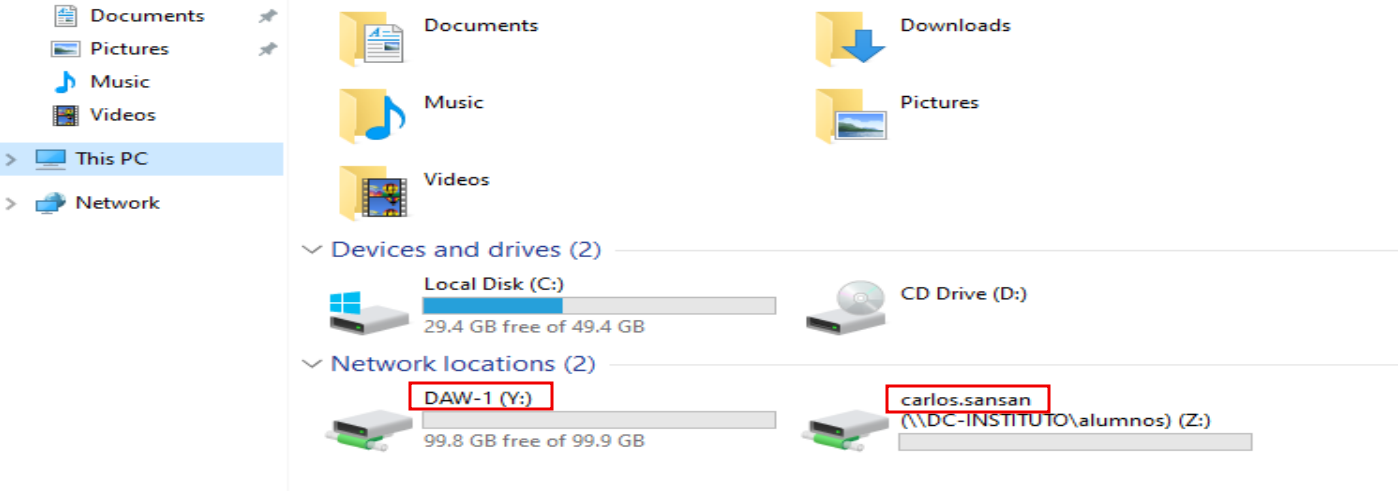 Documents
Pictures
Music
Videos
This PC
Network
Documents
Downloads
Music
Pictures
Videos
Devices and drives (2)
Local Disk (C:)
29.4 GB free of 49.4 GB
CD Drive (D:)
Network locations (2)
DAW-1 (Y:)
99.8 GB free of 99.9 GB
carlos.sansan
(\\DC-INSTITUTO\alumnos) (Z:)